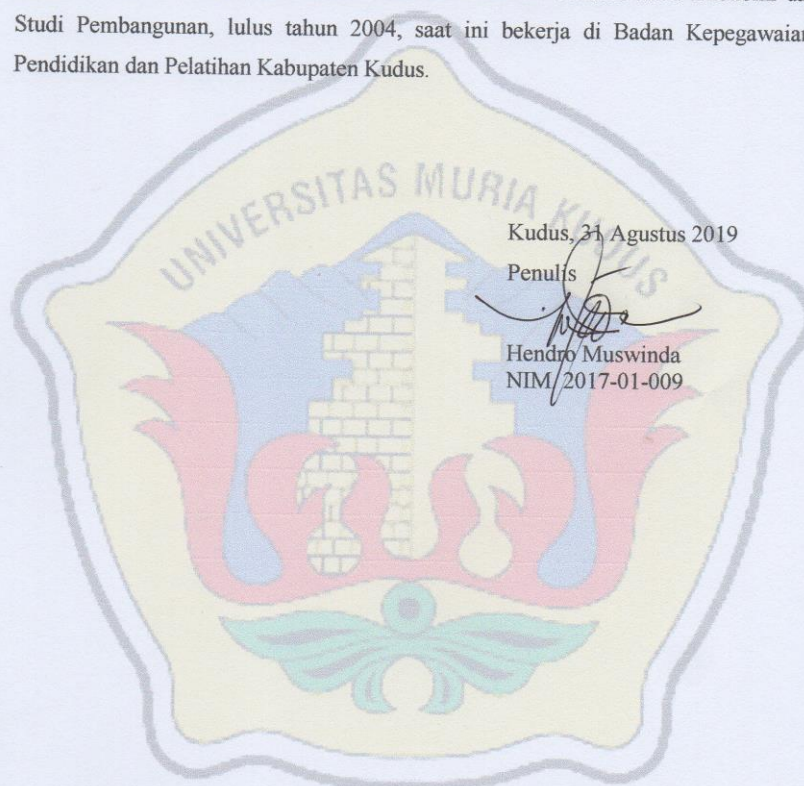 Studi Pembangunan, lulus tahun 2004, saat ini bekerja di Badan Kepegawaian
Pendidikan dan Pelatihan Kabupaten Kudus.
UNIVERSITAS MURIA KUDUS
Kudus, 31 Agustus 2019
Penulis
Hendro Muswinda
NIM 2017-01-009